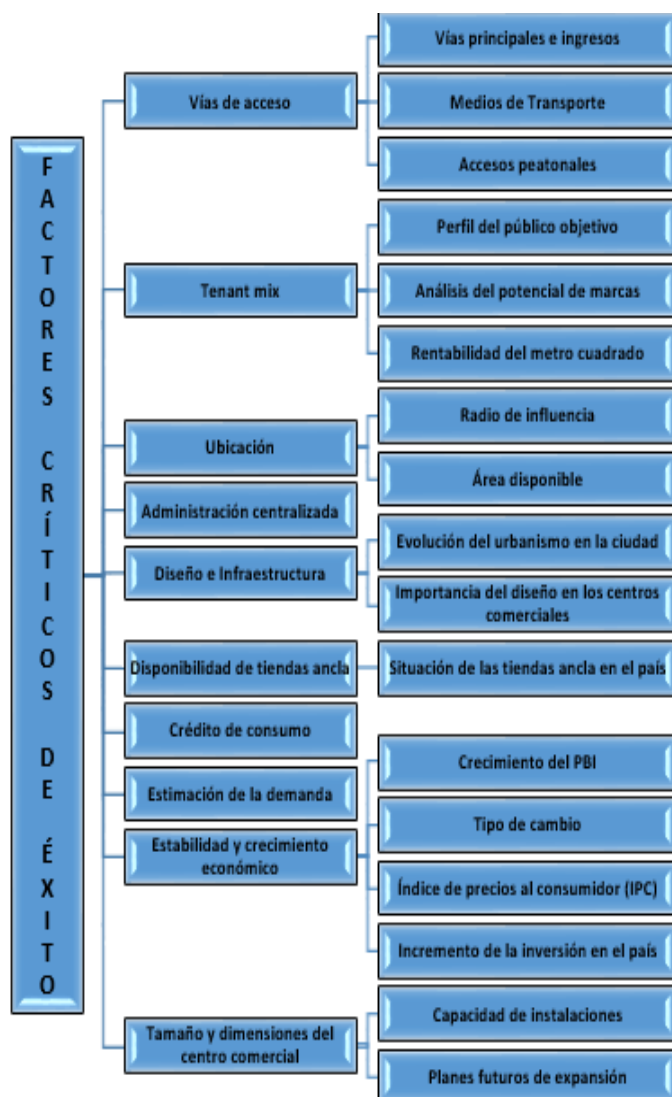 FACTORES CRÍTICOS DE ÉXITO
Vías de acceso
Vías principales e ingresos
Medios de Transporte
Accesos peatonales
Tenant mix
Perfil del público objetivo
Análisis del potencial de marcas
Rentabilidad del metro cuadrado
Ubicación
Radio de influencia
Área disponible
Administración centralizada
Diseño e Infraestructura
Evolución del urbanismo en la ciudad
Importancia del diseño en los centros
comerciales
Disponibilidad de tiendas ancla
Situación de las tiendas ancla en el país
Crédito de consumo
Estimación de la demanda
Estabilidad y crecimiento
económico
Crecimiento del PBI
Tipo de cambio
Índice de precios al consumidor (IPC)
Incremento de la inversión en el país
Tamaño y dimensiones del
centro comercial
Capacidad de instalaciones
Planes futuros de expansión